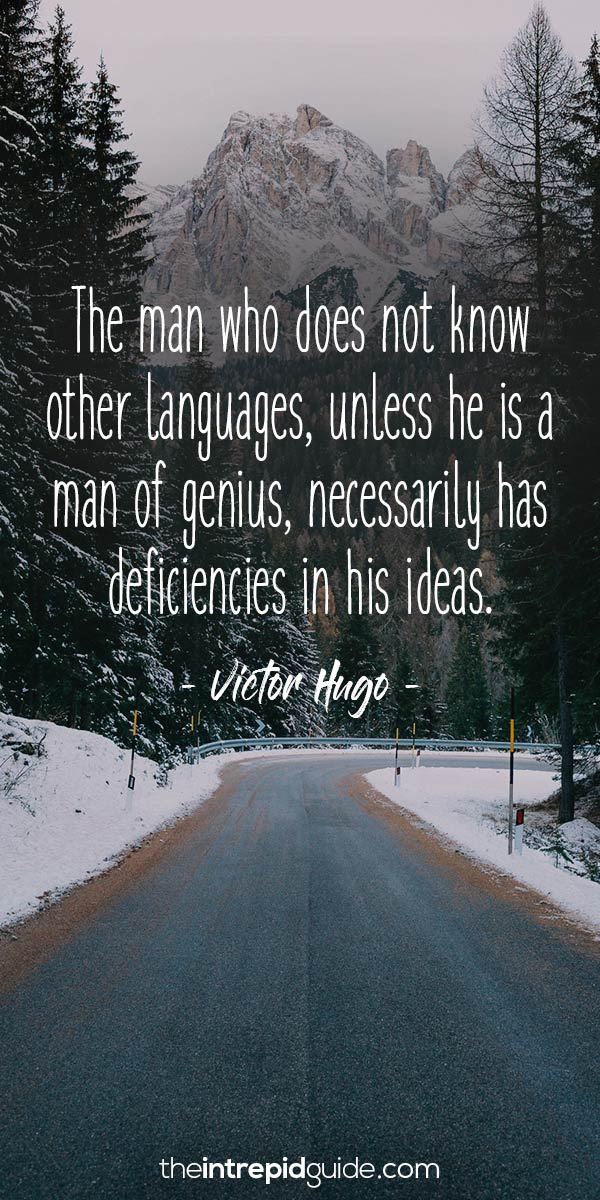 The man who does not know
other languages, unless he is a
man of genius, necessarily has
deficiencies in his ideas.
- Victor Hugo -
theintrepidguide.com